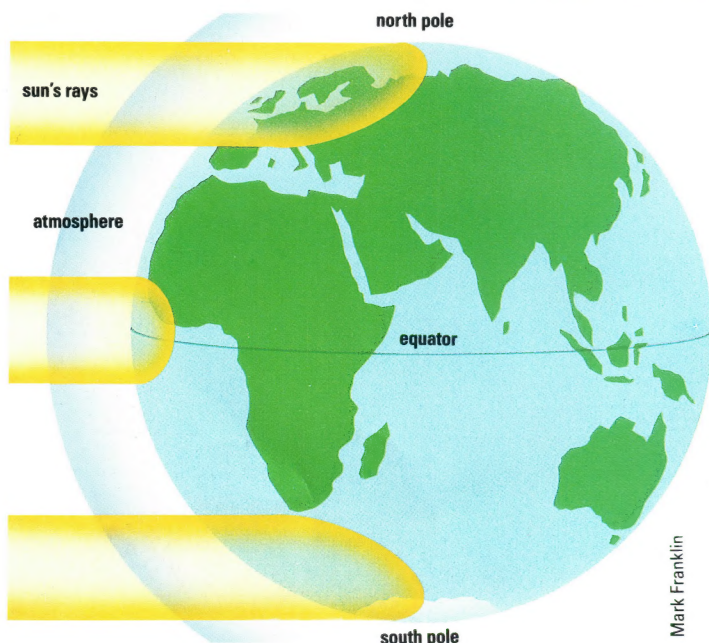 north pole
sun's rays
atmosphere
equator
south pole
Mark Franklin